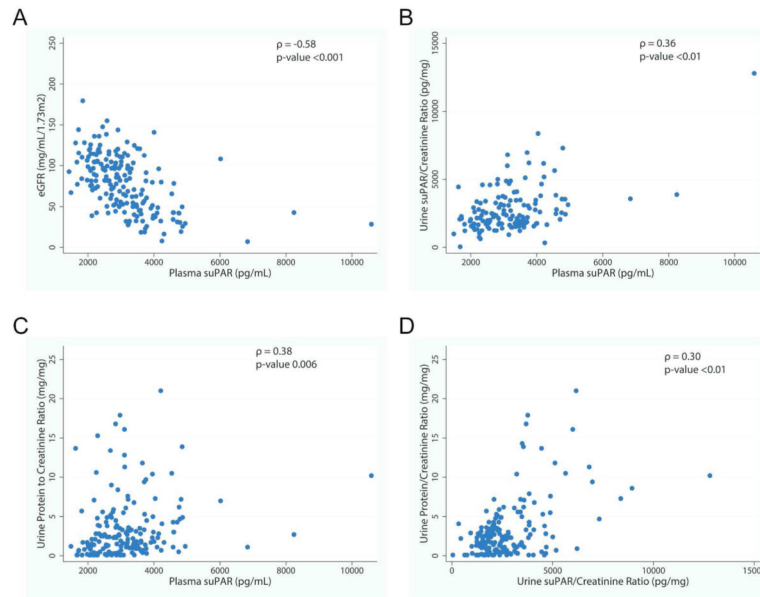 A
ρ = -0.58
p-value <0.001
250
200
150
100
50
0
eGFR (mg/mL/1.73m2)
2000 4000 6000 8000 10000
Plasma suPAR (pg/mL)
B
ρ = 0.36
p-value <0.01
15000
10000
5000
0
Urine suPAR/Creatinine Ratio (pg/mg)
2000 4000 6000 8000 10000
Plasma suPAR (pg/mL)
C
ρ = 0.38
p-value 0.006
25
20
15
10
5
0
Urine Protein to Creatinine Ratio (mg/mg)
2000 4000 6000 8000 10000
Plasma suPAR (pg/mL)
D
ρ = 0.30
p-value <0.01
25
20
15
10
5
0
Urine Protein/Creatinine Ratio (mg/mg)
0 5000 10000 15000
Urine suPAR/Creatinine Ratio (pg/mg)